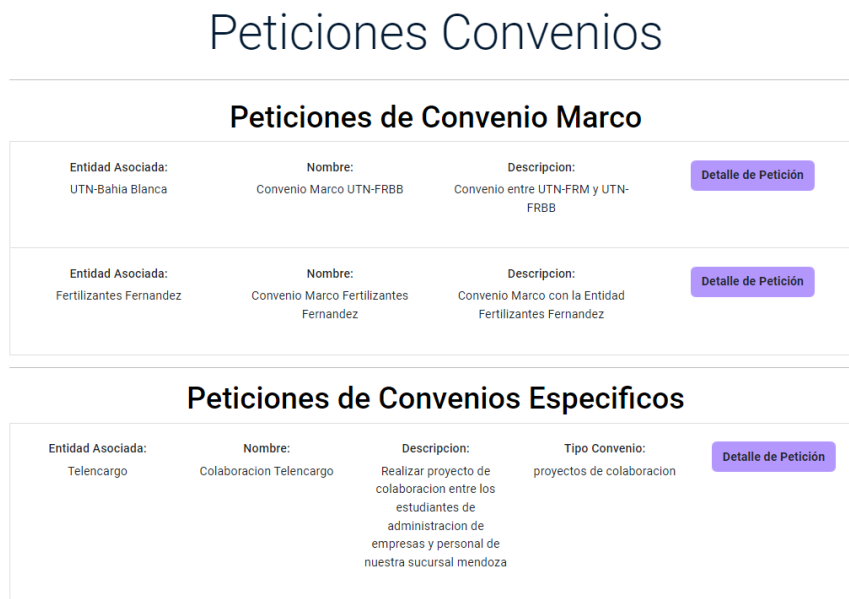 Peticiones Convenios
Peticiones de Convenio Marco
Entidad Asociada:
UTN-Bahia Blanca
Nombre:
Convenio Marco UTN-FRBB
Descripcion:
Convenio entre UTN-FRM y UTN-
FRBB
Detalle de Petición
Entidad Asociada:
Fertilizantes Fernandez
Nombre:
Convenio Marco Fertilizantes
Fernandez
Descripcion:
Convenio Marco con la Entidad
Fertilizantes Fernandez
Detalle de Petición
Peticiones de Convenios Especificos
Entidad Asociada:
Telencargo
Nombre:
Colaboracion Telencargo
Descripcion:
Realizar proyecto de
colaboracion entre los
estudiantes de
administracion de
empresas y personal de
nuestra sucursal mendoza
Tipo Convenio:
proyectos de colaboracion
Detalle de Petición